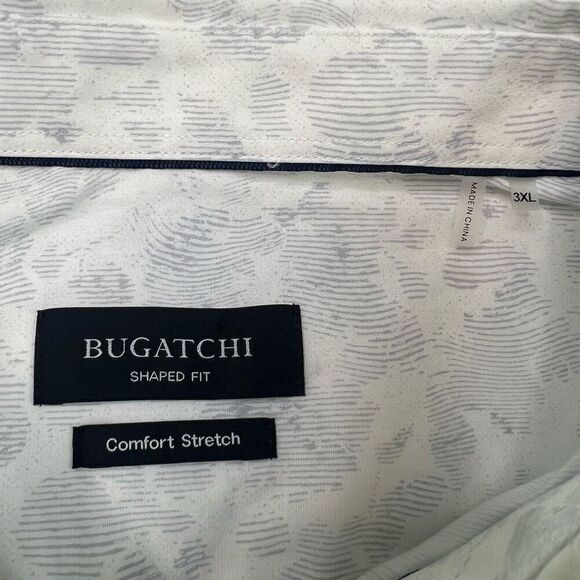 MADE IN CHINA
3XL
BUGATCHI
SHAPED FIT
Comfort Stretch